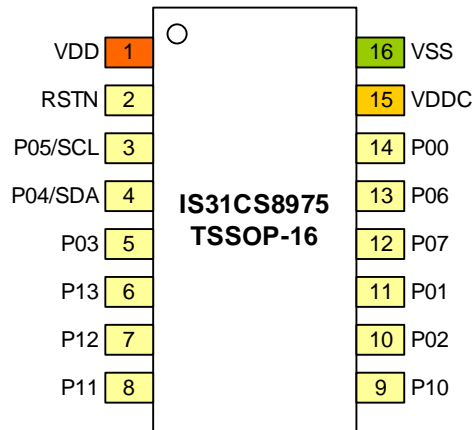 VDD 1
RSTN 2
P05/SCL 3
P04/SDA 4
P03 5
P13 6
P12 7
P11 8
IS31CS8975
TSSOP-16
16 VSS
15 VDDC
14 P00
13 P06
12 P07
11 P01
10 P02
9 P10